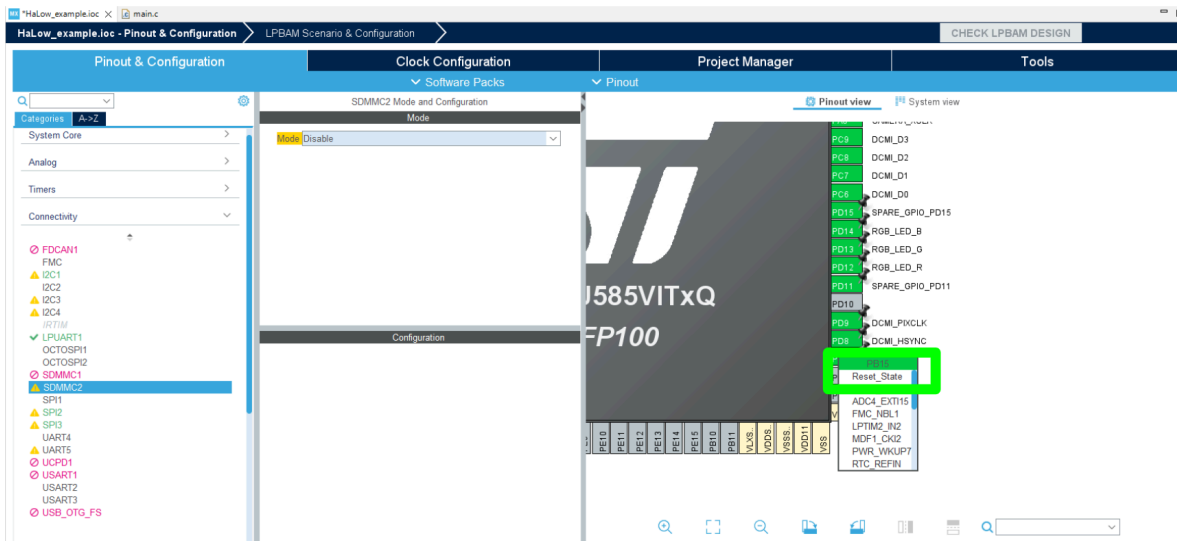 MX *HaLow_example.ioc main.c
HaLow_example.ioc - Pinout & Configuration LPBAM Scenario & Configuration CHECK LPBAM DESIGN
Pinout & Configuration Clock Configuration Project Manager Tools
Software Packs Pinout
SDMMC2 Mode and Configuration Pinout view System view
Categories A->Z Mode
System Core
Mode Disable
Analog
Timers
Connectivity
FDCAN1
FMC
I2C1
I2C2
I2C3
I2C4
IRTIM
LPUART1
OCTOSPI1
OCTOSPI2
SDMMC1
SDMMC2
SPI1
SPI2
SPI3
UART4
UART5
UCPD1
USART1
USART2
USART3
USB_OTG_FS
Configuration
PC9 DCMI_D3
PC8 DCMI_D2
PC7 DCMI_D1
PC6 DCMI_D0
PD15 SPARE_GPIO_PD15
PD14 RGB_LED_B
PD13 RGB_LED_G
PD12 RGB_LED_R
PD11 SPARE_GPIO_PD11
PD10
PD9 DCMI_PIXCLK
PD8 DCMI_HSYNC
J585VITxQ
FP100
PB15
Reset_State
ADC4_EXTI15
FMC_NBL1
LPTIM2_IN2
MDF1_CKI2
PWR_WKUP7
RTC_REFIN
PE10 PE11 PE12 PE13 PE14 PE15 PB10 PB11 VLXS.. VDDS.. VSSS.. VDD11 VSS